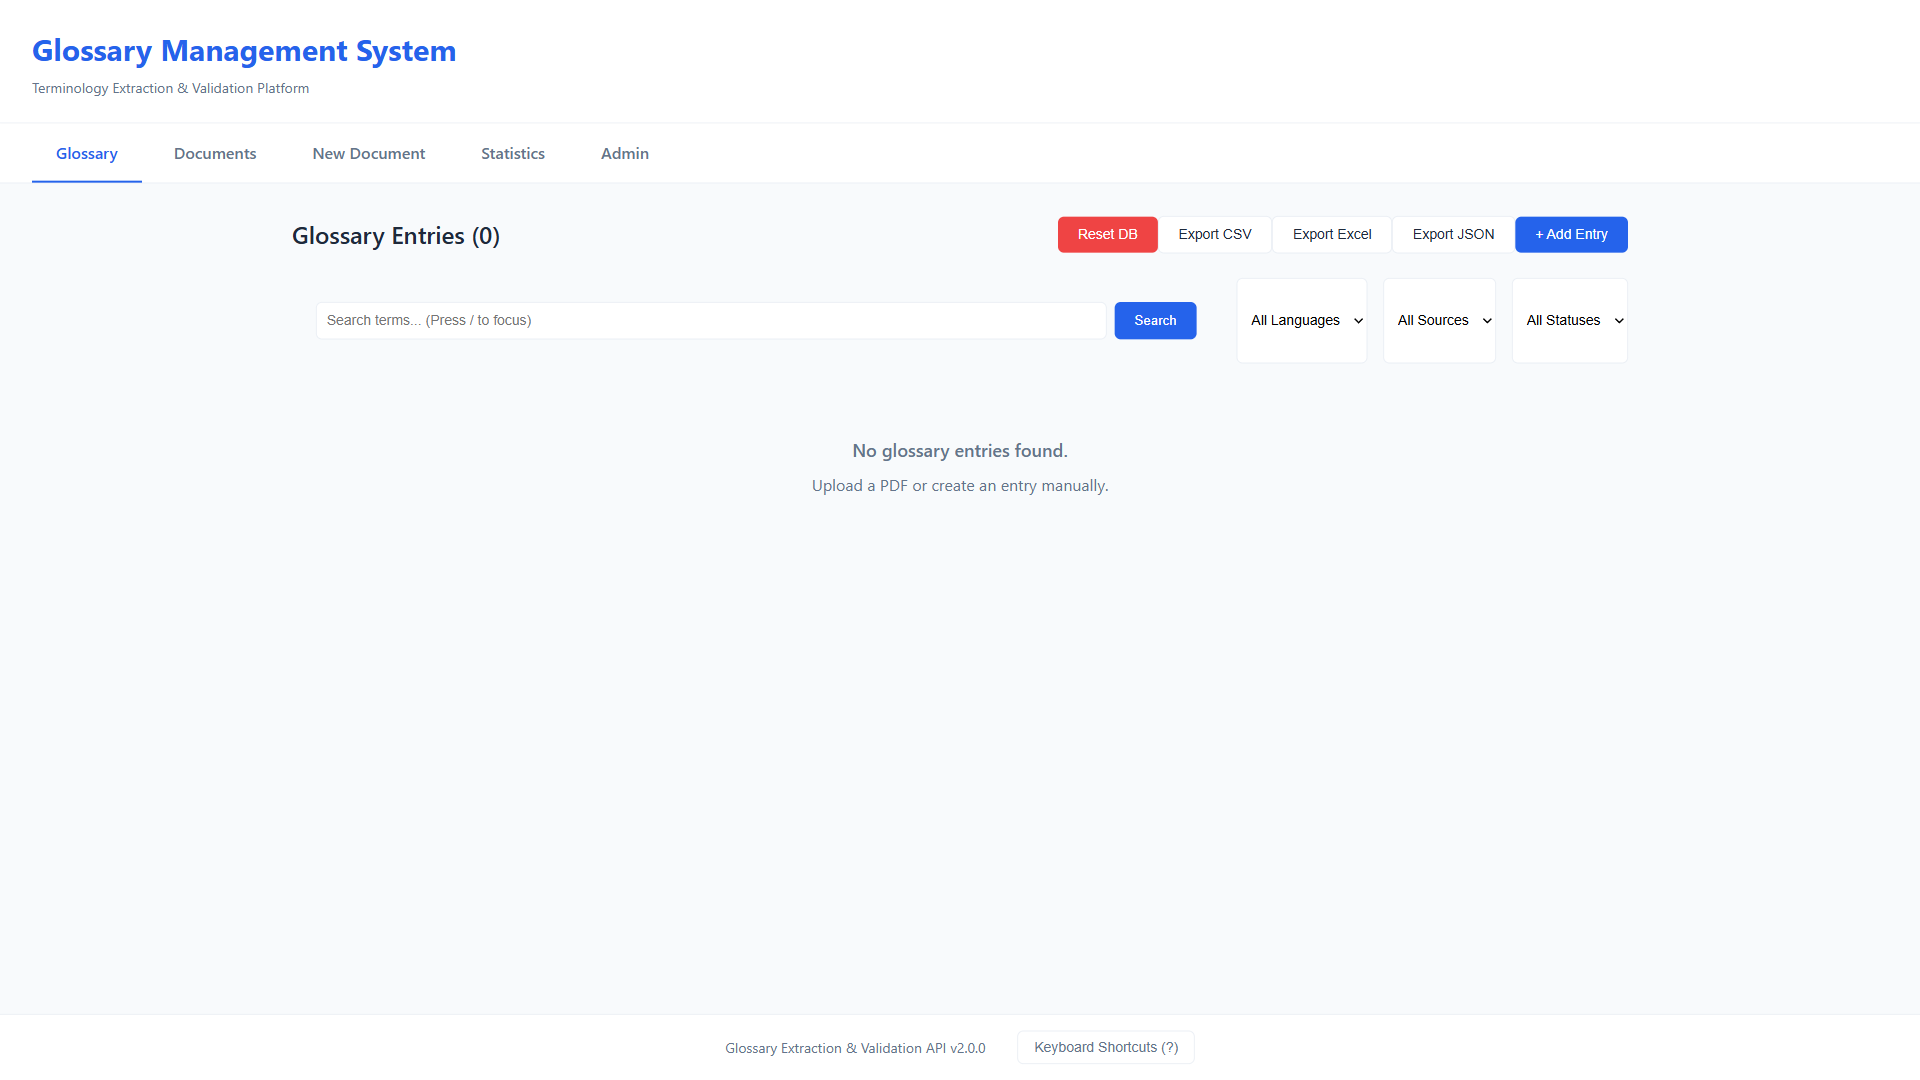 Glossary Management System
Terminology Extraction & Validation Platform
Glossary Documents New Document Statistics Admin
Glossary Entries (0) Reset DB Export CSV Export Excel Export JSON + Add Entry
Search terms... (Press / to focus) Search All Languages All Sources All Statuses
No glossary entries found.
Upload a PDF or create an entry manually.
Glossary Extraction & Validation API v2.0.0 Keyboard Shortcuts (?)